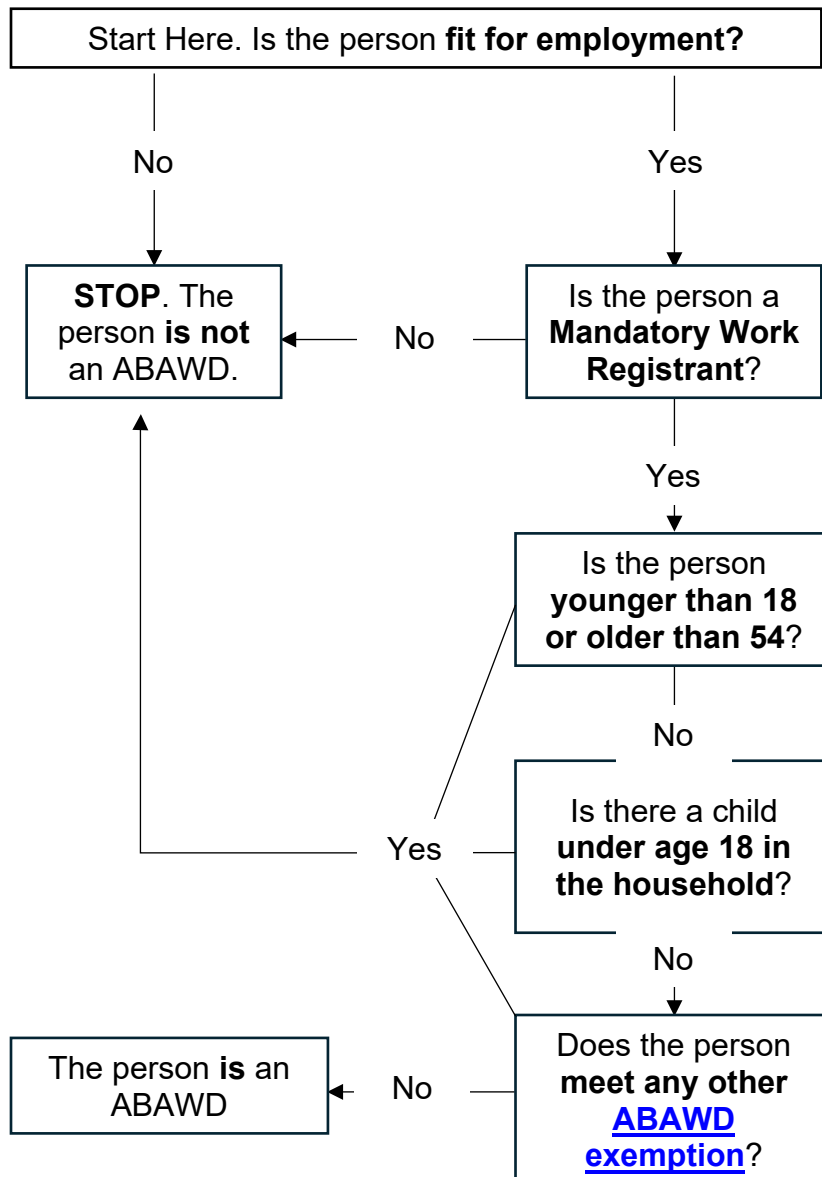 Start Here. Is the person fit for employment?
No
Yes
STOP. The
person is not
an ABAWD.
No
Is the person a
Mandatory Work
Registrant?
Yes
Is the person
younger than 18
or older than 54?
No
Yes
Is there a child
under age 18 in
the household?
No
The person is an
ABAWD
No
Does the person
meet any other
ABAWD
exemption?